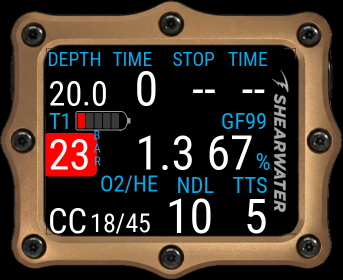 DEPTH TIME STOP TIME
20.0 0 -- --
T1 GF99
23 BAR 1.3 67%
O2/HE NDL TTS
CC 18/45 10 5
SHEARWATER